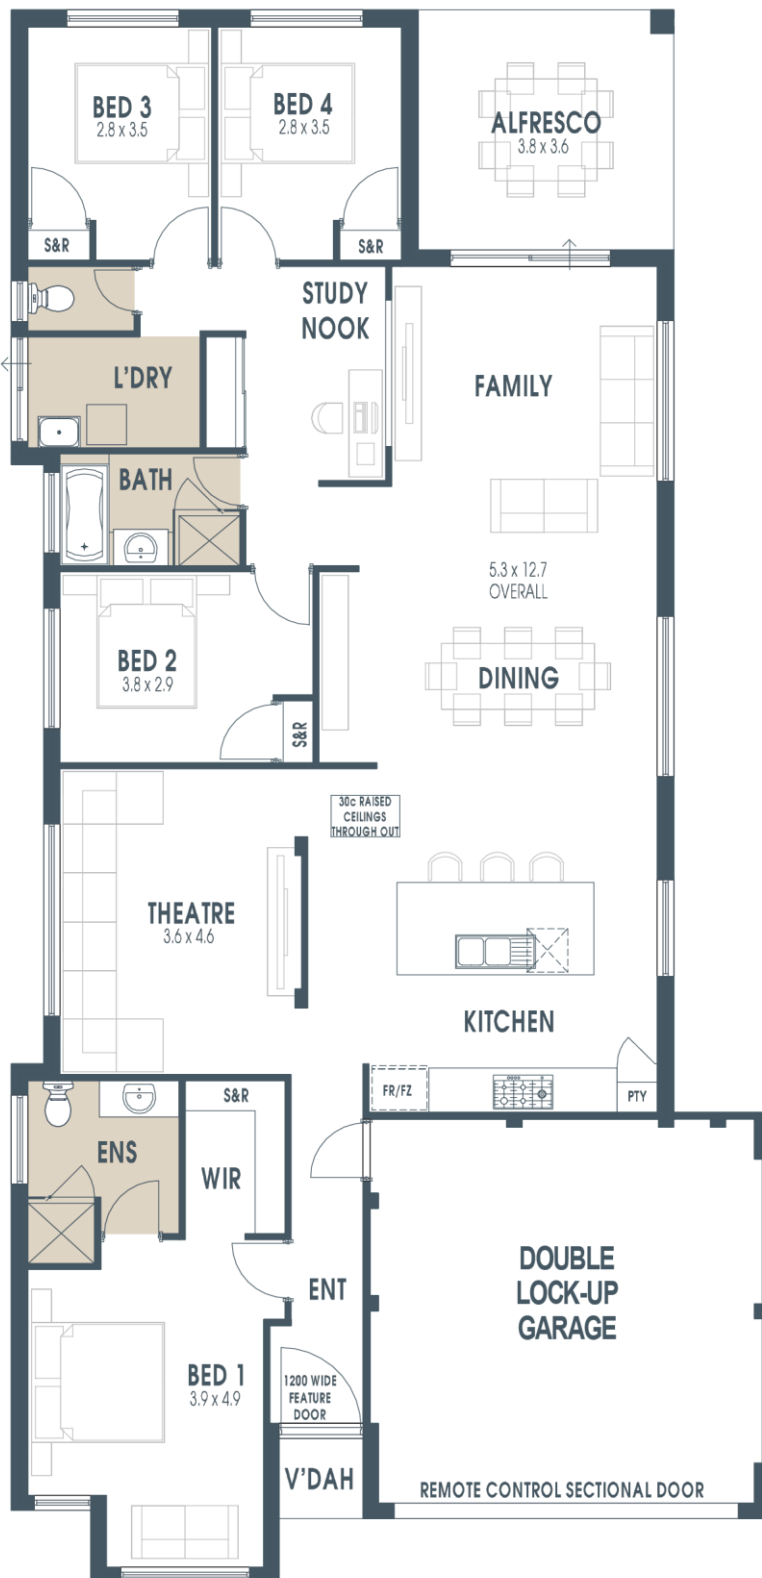 BED 3
2.8 x 3.5
BED 4
2.8 x 3.5
ALFRESCO
3.8 x 3.6
S&R
S&R
STUDY
NOOK
L'DRY
FAMILY
BATH
5.3 x 12.7
OVERALL
BED 2
3.8 x 2.9
DINING
S&R
30c RAISED
CEILINGS
THROUGH OUT
THEATRE
3.6 x 4.6
KITCHEN
FR/FZ
PTY
S&R
ENS
WIR
ENT
DOUBLE
LOCK-UP
GARAGE
BED 1
3.9 x 4.9
1200 WIDE
FEATURE
DOOR
V'DAH
REMOTE CONTROL SECTIONAL DOOR